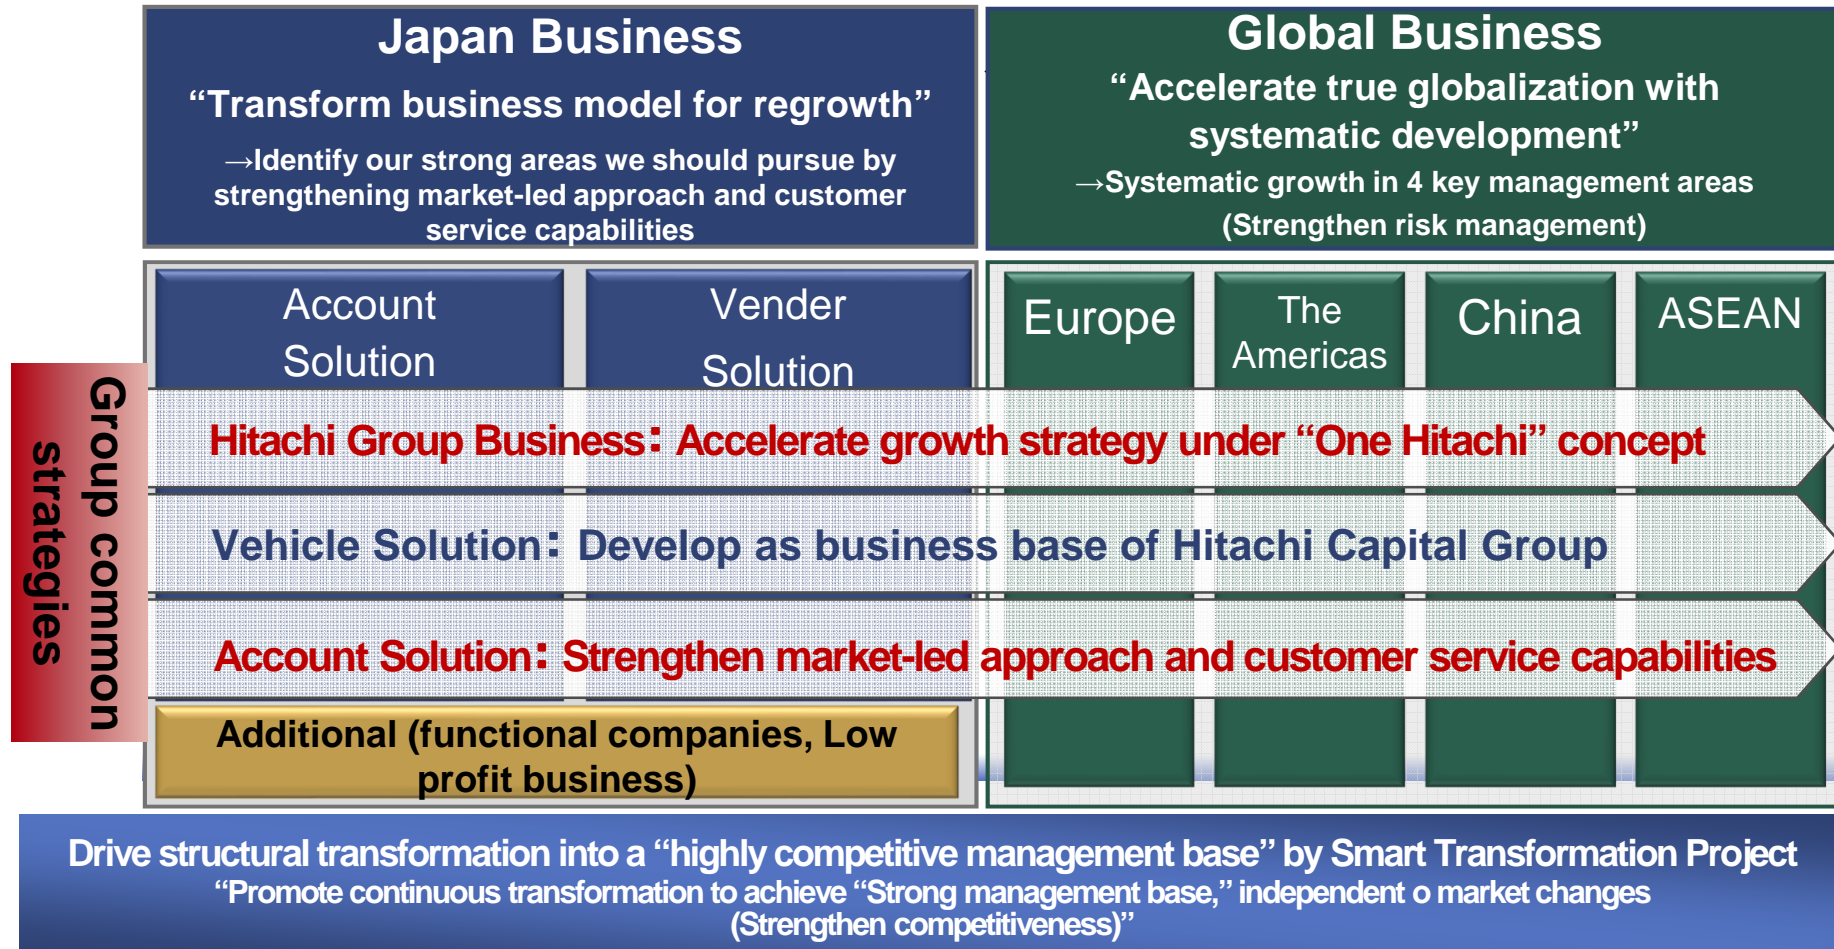 Japan Business
“Transform business model for regrowth”
→Identify our strong areas we should pursue by
strengthening market-led approach and customer
service capabilities
Global Business
“Accelerate true globalization with
systematic development”
→Systematic growth in 4 key management areas
(Strengthen risk management)
Account
Solution
Vender
Solution
Europe
The
Americas
China
ASEAN
Group common
strategies
Hitachi Group Business: Accelerate growth strategy under “One Hitachi” concept
Vehicle Solution: Develop as business base of Hitachi Capital Group
Account Solution: Strengthen market-led approach and customer service capabilities
Additional (functional companies, Low
profit business)
Drive structural transformation into a “highly competitive management base” by Smart Transformation Project
“Promote continuous transformation to achieve “Strong management base,” independent o market changes
(Strengthen competitiveness)”